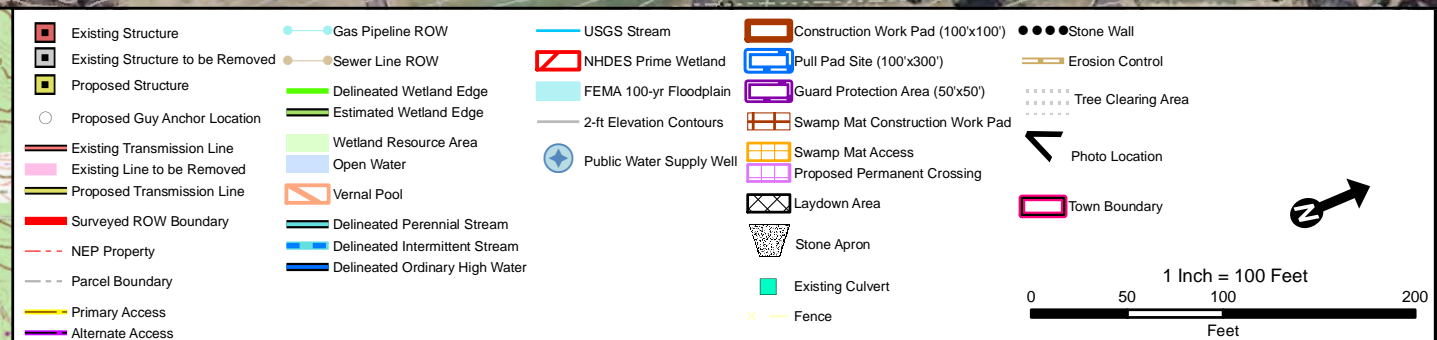 Existing Structure
Existing Structure to be Removed
Proposed Structure
Proposed Guy Anchor Location
Existing Transmission Line
Existing Line to be Removed
Proposed Transmission Line
Surveyed ROW Boundary
NEP Property
Parcel Boundary
Primary Access
Alternate Access
Gas Pipeline ROW
Sewer Line ROW
Delineated Wetland Edge
Estimated Wetland Edge
Wetland Resource Area
Open Water
Vernal Pool
Delineated Perennial Stream
Delineated Intermittent Stream
Delineated Ordinary High Water
USGS Stream
NHDES Prime Wetland
FEMA 100-yr Floodplain
2-ft Elevation Contours
Public Water Supply Well
Construction Work Pad (100'x100')
Pull Pad Site (100'x300')
Guard Protection Area (50'x50')
Swamp Mat Construction Work Pad
Swamp Mat Access
Proposed Permanent Crossing
Laydown Area
Stone Apron
Existing Culvert
Fence
Stone Wall
Erosion Control
Tree Clearing Area
Photo Location
Town Boundary
N
1 Inch = 100 Feet
0 50 100 200
Feet